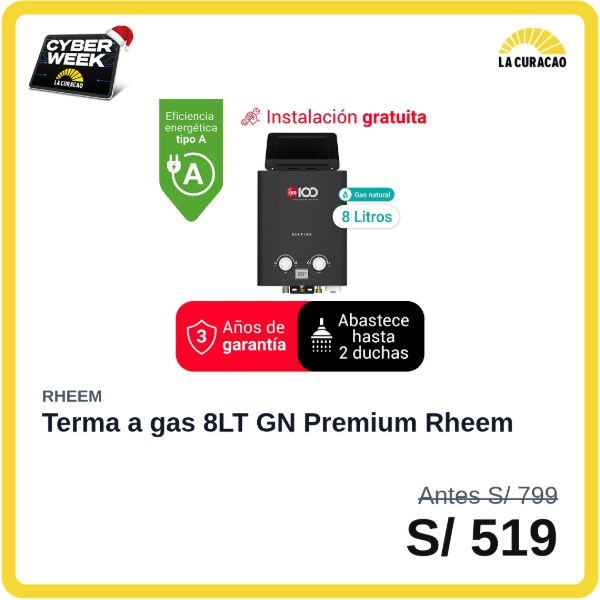 CYBER
WEEK
LA CURACAO
LA CURACAO
Eficiencia
energética
tipo A
A
Instalación gratuita
100
Gas natural
8 Litros
3
Años de
garantía
Abastece
hasta
2 duchas
RHEEM
Terma a gas 8LT GN Premium Rheem
Antes S/ 799
S/ 519